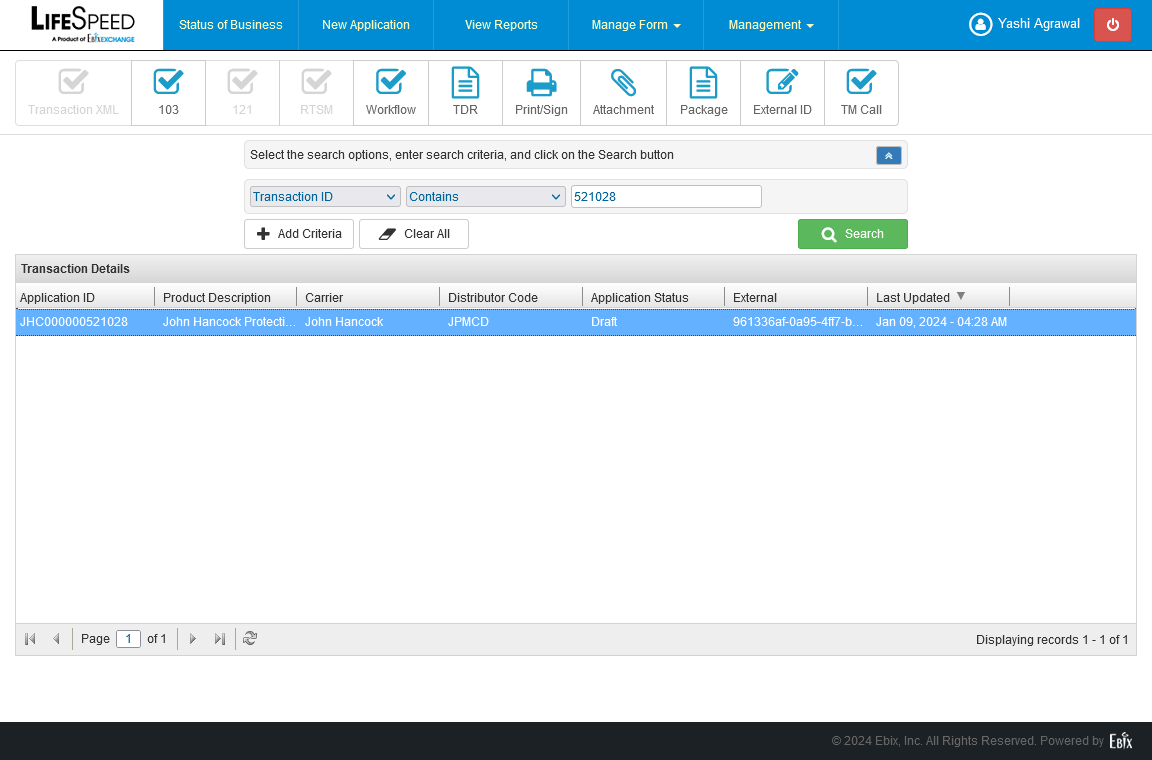 LIFESPEED
A Product of EbixEXCHANGE
Status of Business New Application View Reports Manage Form Management Yashi Agrawal
Transaction XML 103 121 RTSM Workflow TDR Print/Sign Attachment Package External ID TM Call
Select the search options, enter search criteria, and click on the Search button
Transaction ID Contains 521028
Add Criteria Clear All Search
Transaction Details
Application ID Product Description Carrier Distributor Code Application Status External Last Updated
JHC000000521028 John Hancock Protecti... John Hancock JPMCD Draft 961336af-0a95-4ff7-b... Jan 09, 2024 - 04:28 AM
Page 1 of 1 Displaying records 1 - 1 of 1
© 2024 Ebix, Inc. All Rights Reserved. Powered by Ebix